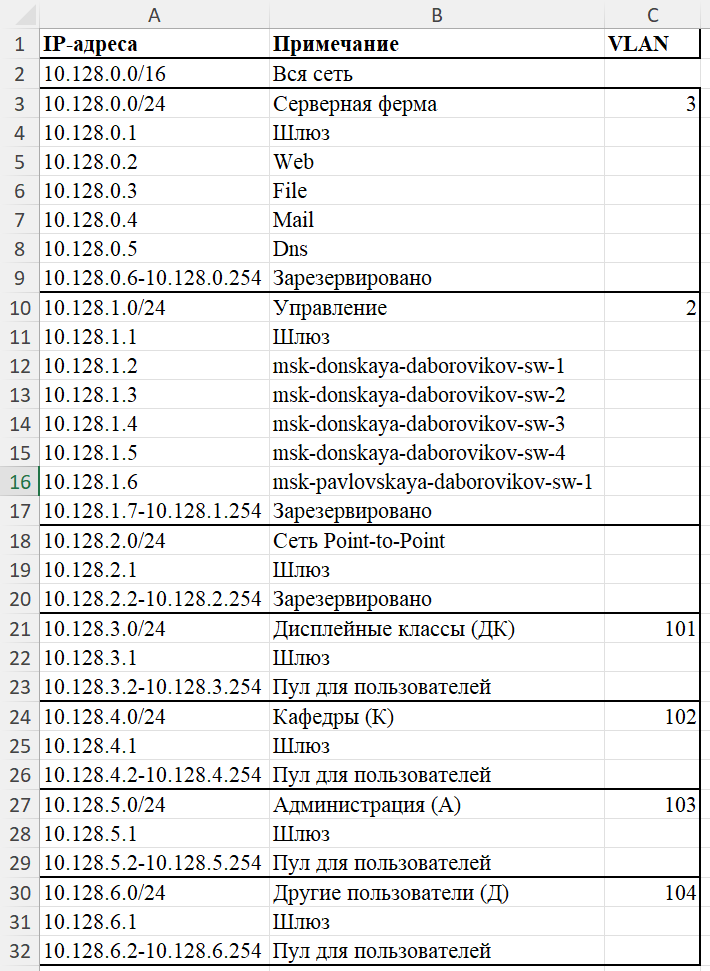 A B C
1 IP-адреса Примечание VLAN
2 10.128.0.0/16 Вся сеть
3 10.128.0.0/24 Серверная ферма 3
4 10.128.0.1 Шлюз
5 10.128.0.2 Web
6 10.128.0.3 File
7 10.128.0.4 Mail
8 10.128.0.5 Dns
9 10.128.0.6-10.128.0.254 Зарезервировано
10 10.128.1.0/24 Управление 2
11 10.128.1.1 Шлюз
12 10.128.1.2 msk-donskaya-daborovikov-sw-1
13 10.128.1.3 msk-donskaya-daborovikov-sw-2
14 10.128.1.4 msk-donskaya-daborovikov-sw-3
15 10.128.1.5 msk-donskaya-daborovikov-sw-4
16 10.128.1.6 msk-pavlovskaya-daborovikov-sw-1
17 10.128.1.7-10.128.1.254 Зарезервировано
18 10.128.2.0/24 Сеть Point-to-Point
19 10.128.2.1 Шлюз
20 10.128.2.2-10.128.2.254 Зарезервировано
21 10.128.3.0/24 Дисплейные классы (ДК) 101
22 10.128.3.1 Шлюз
23 10.128.3.2-10.128.3.254 Пул для пользователей
24 10.128.4.0/24 Кафедры (К) 102
25 10.128.4.1 Шлюз
26 10.128.4.2-10.128.4.254 Пул для пользователей
27 10.128.5.0/24 Администрация (А) 103
28 10.128.5.1 Шлюз
29 10.128.5.2-10.128.5.254 Пул для пользователей
30 10.128.6.0/24 Другие пользователи (Д) 104
31 10.128.6.1 Шлюз
32 10.128.6.2-10.128.6.254 Пул для пользователей